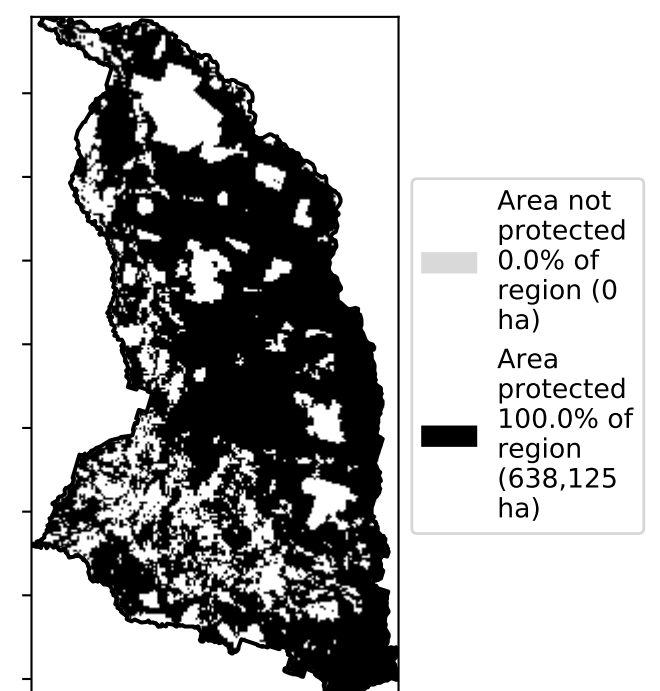 Area not
protected
0.0% of
region (0
ha)
Area
protected
100.0% of
region
(638,125
ha)